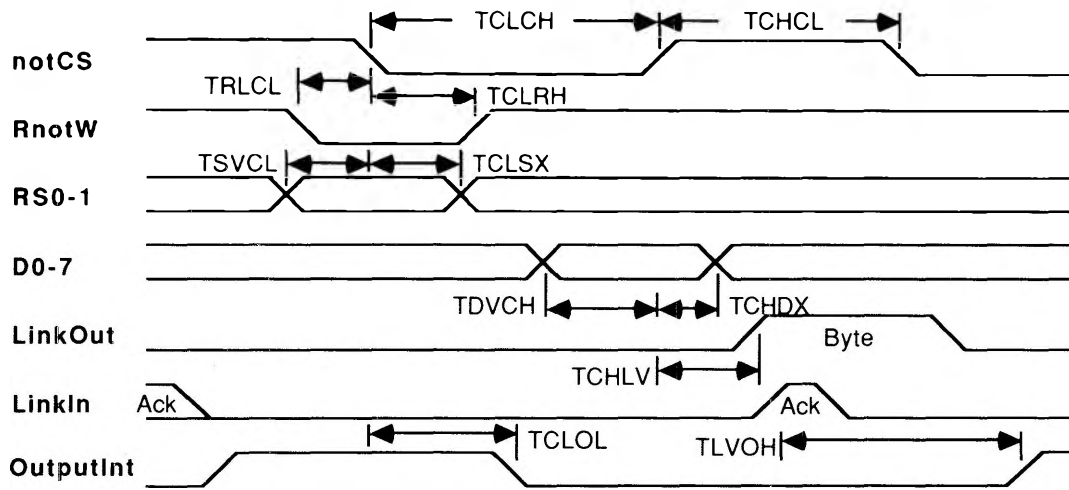 TCLCH TCHCL
notCS
TRLCL TCLRH
RnotW
TSVCL TCLSX
RS0-1
D0-7
TDVCH TCHDX
LinkOut Byte
TCHLV
LinkIn Ack Ack
TCLOL TLVOH
OutputInt